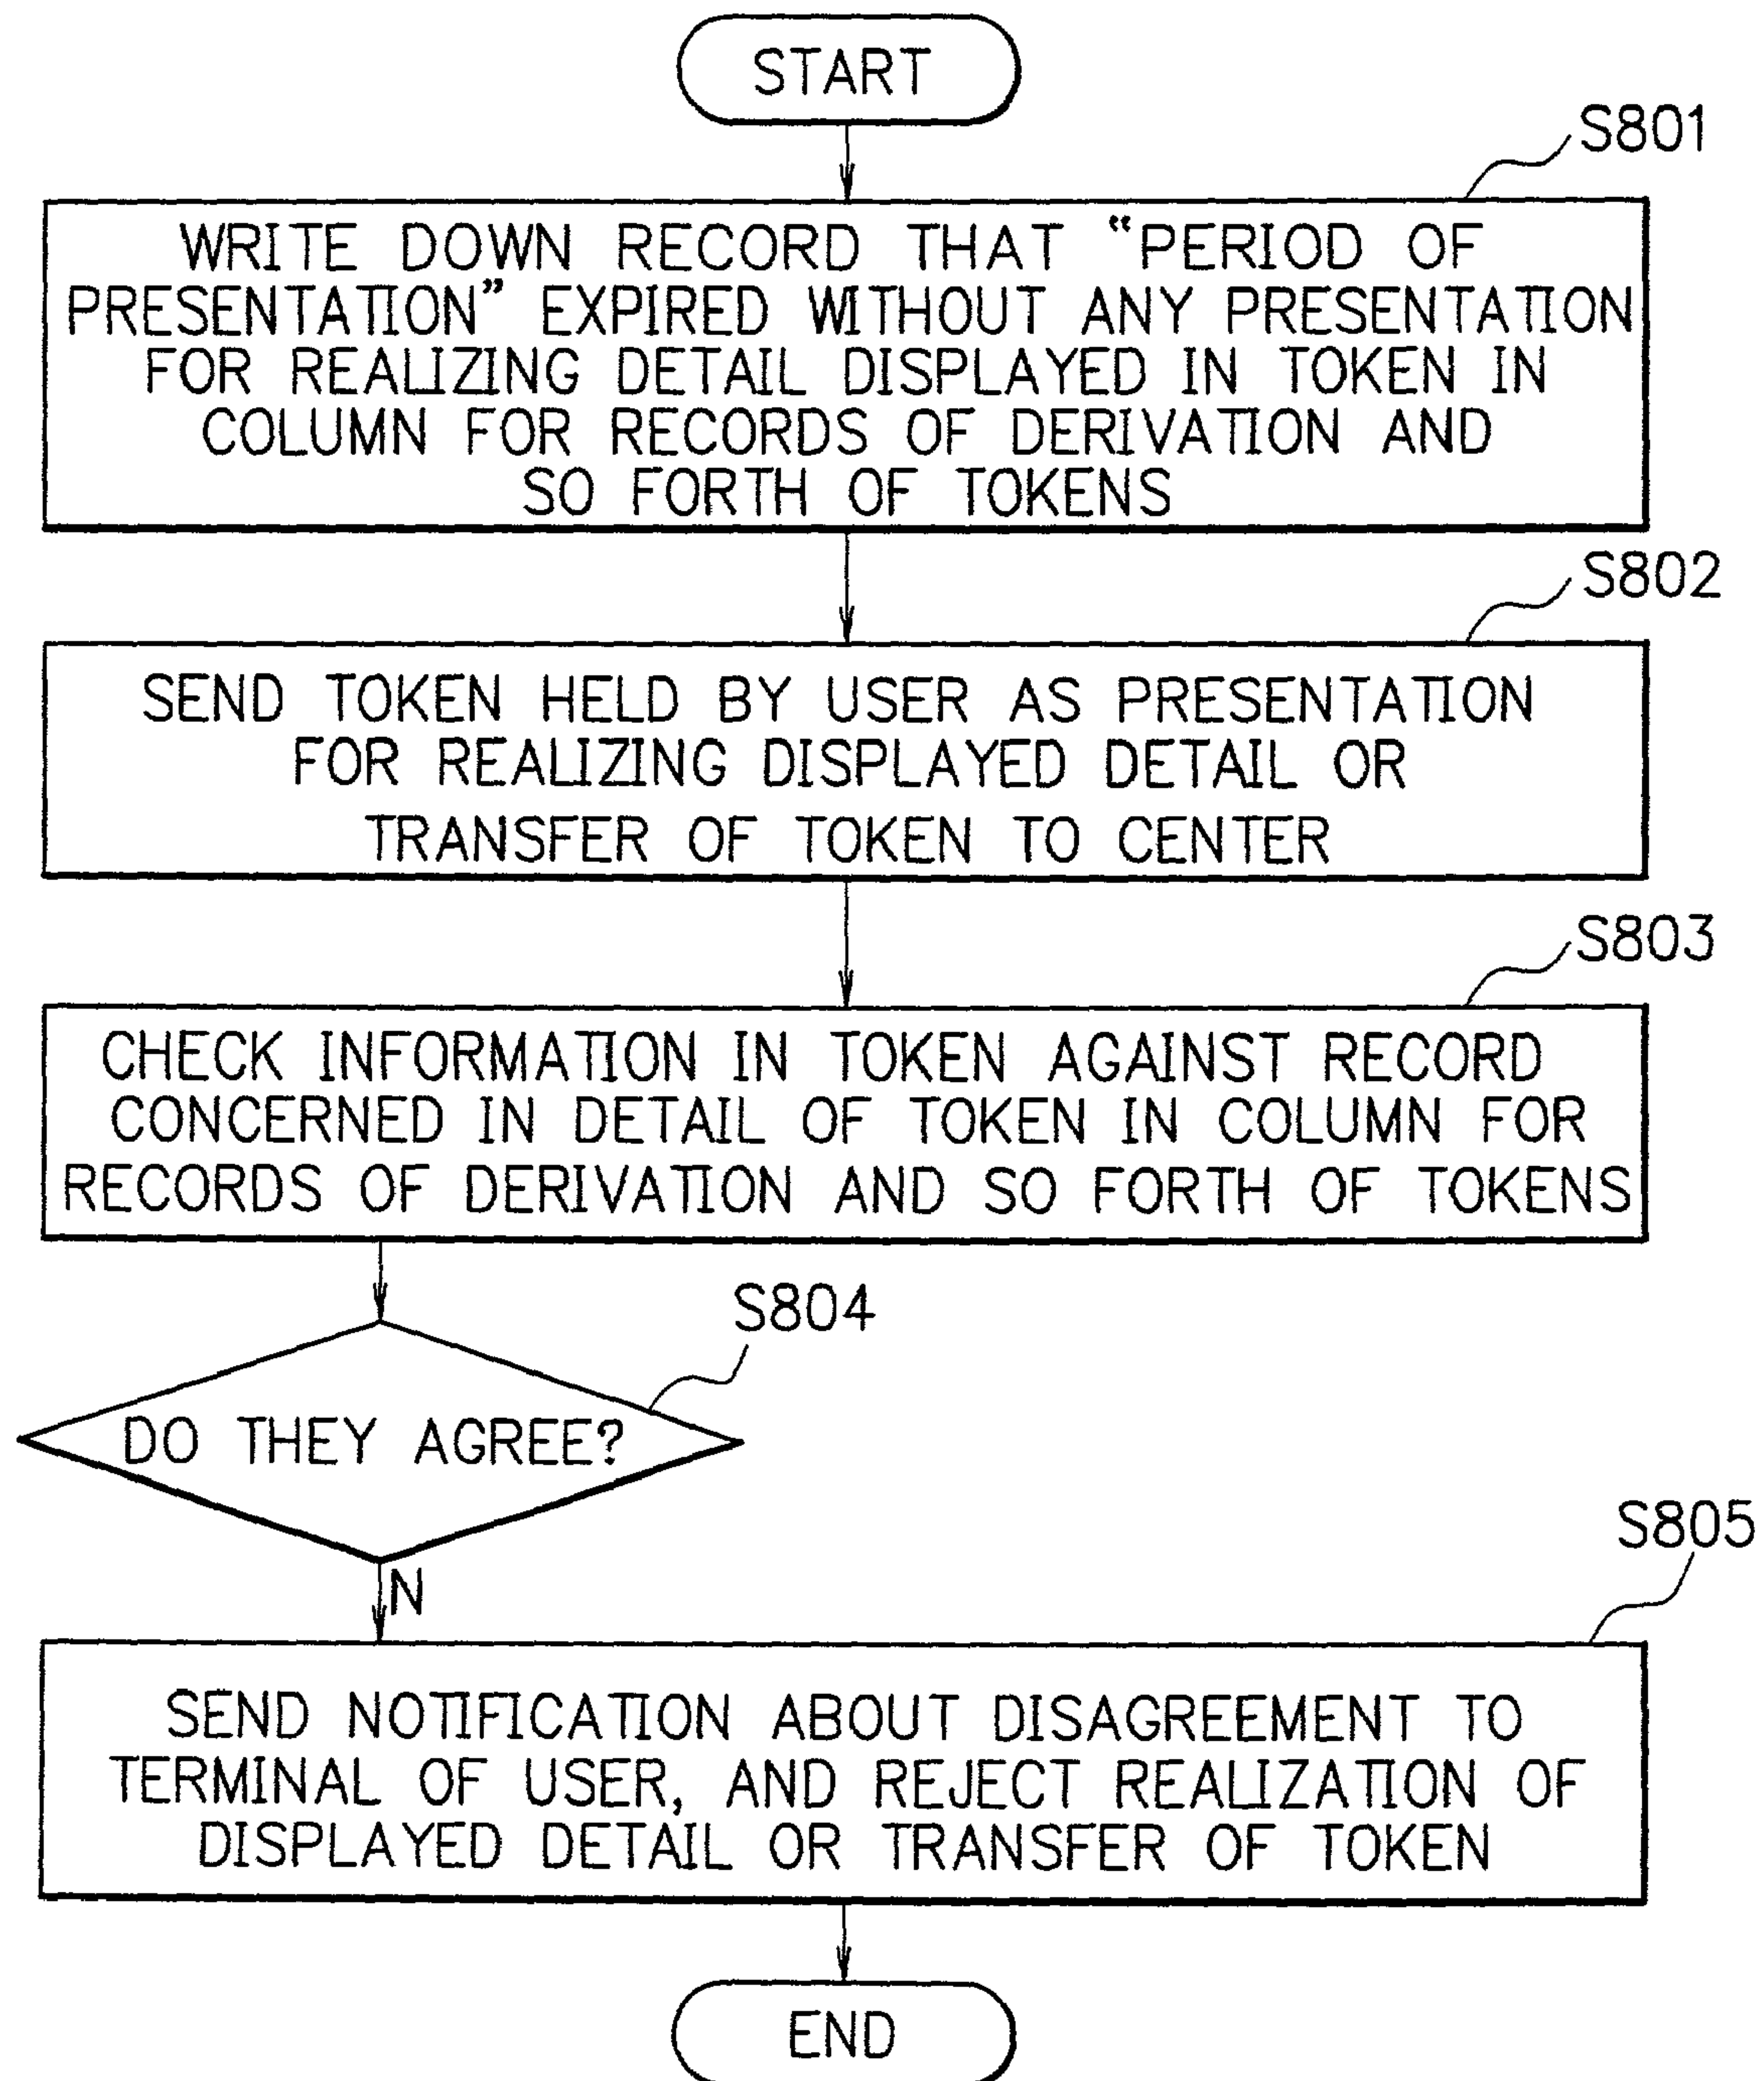 START
S801
WRITE DOWN RECORD THAT “PERIOD OF
PRESENTATION” EXPIRED WITHOUT ANY PRESENTATION
FOR REALIZING DETAIL DISPLAYED IN TOKEN IN
COLUMN FOR RECORDS OF DERIVATION AND
SO FORTH OF TOKENS
S802
SEND TOKEN HELD BY USER AS PRESENTATION
FOR REALIZING DISPLAYED DETAIL OR
TRANSFER OF TOKEN TO CENTER
S803
CHECK INFORMATION IN TOKEN AGAINST RECORD
CONCERNED IN DETAIL OF TOKEN IN COLUMN FOR
RECORDS OF DERIVATION AND SO FORTH OF TOKENS
S804
DO THEY AGREE?
N
S805
SEND NOTIFICATION ABOUT DISAGREEMENT TO
TERMINAL OF USER, AND REJECT REALIZATION OF
DISPLAYED DETAIL OR TRANSFER OF TOKEN
END